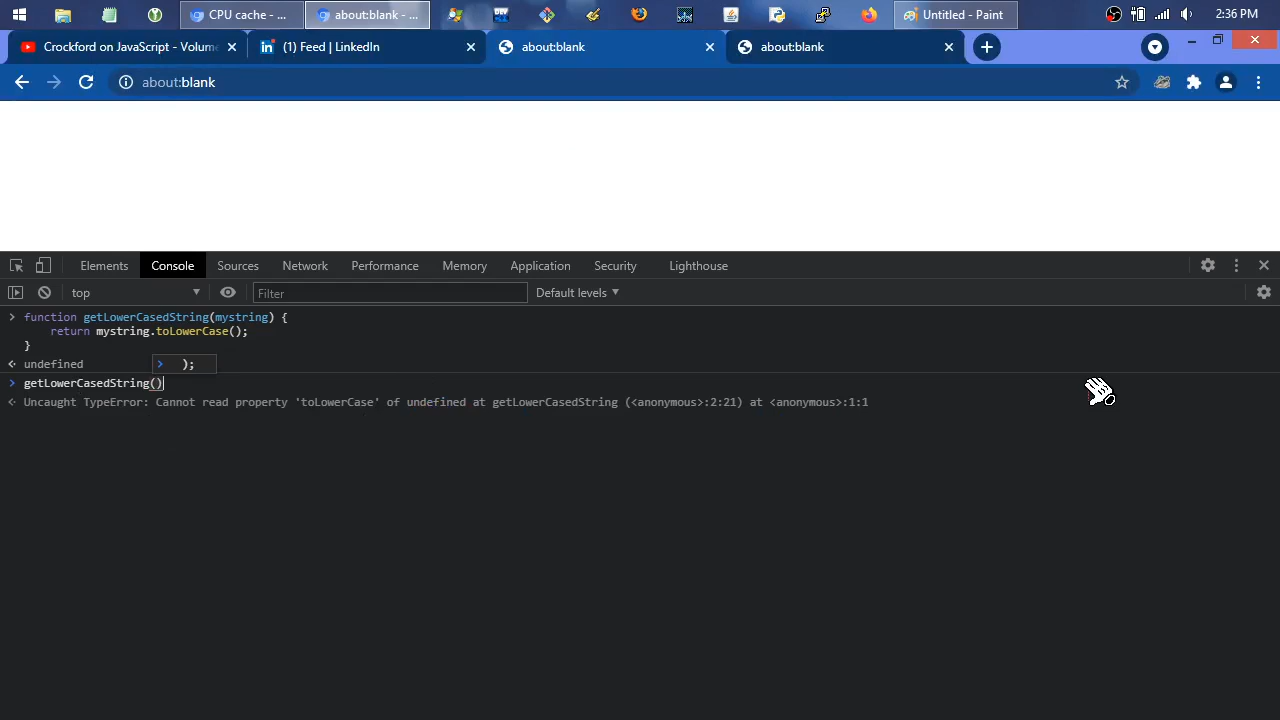 CPU cache - ...
about:blank - ...
Untitled - Paint
2:36 PM
Crockford on JavaScript - Volume
(1) Feed | LinkedIn
about:blank
about:blank
about:blank
Elements
Console
Sources
Network
Performance
Memory
Application
Security
Lighthouse
top
Filter
Default levels
function getLowerCasedString(mystring) {
return mystring.toLowerCase();
}
undefined
);
getLowerCasedString()
Uncaught TypeError: Cannot read property 'toLowerCase' of undefined at getLowerCasedString (<anonymous>:2:21) at <anonymous>:1:1